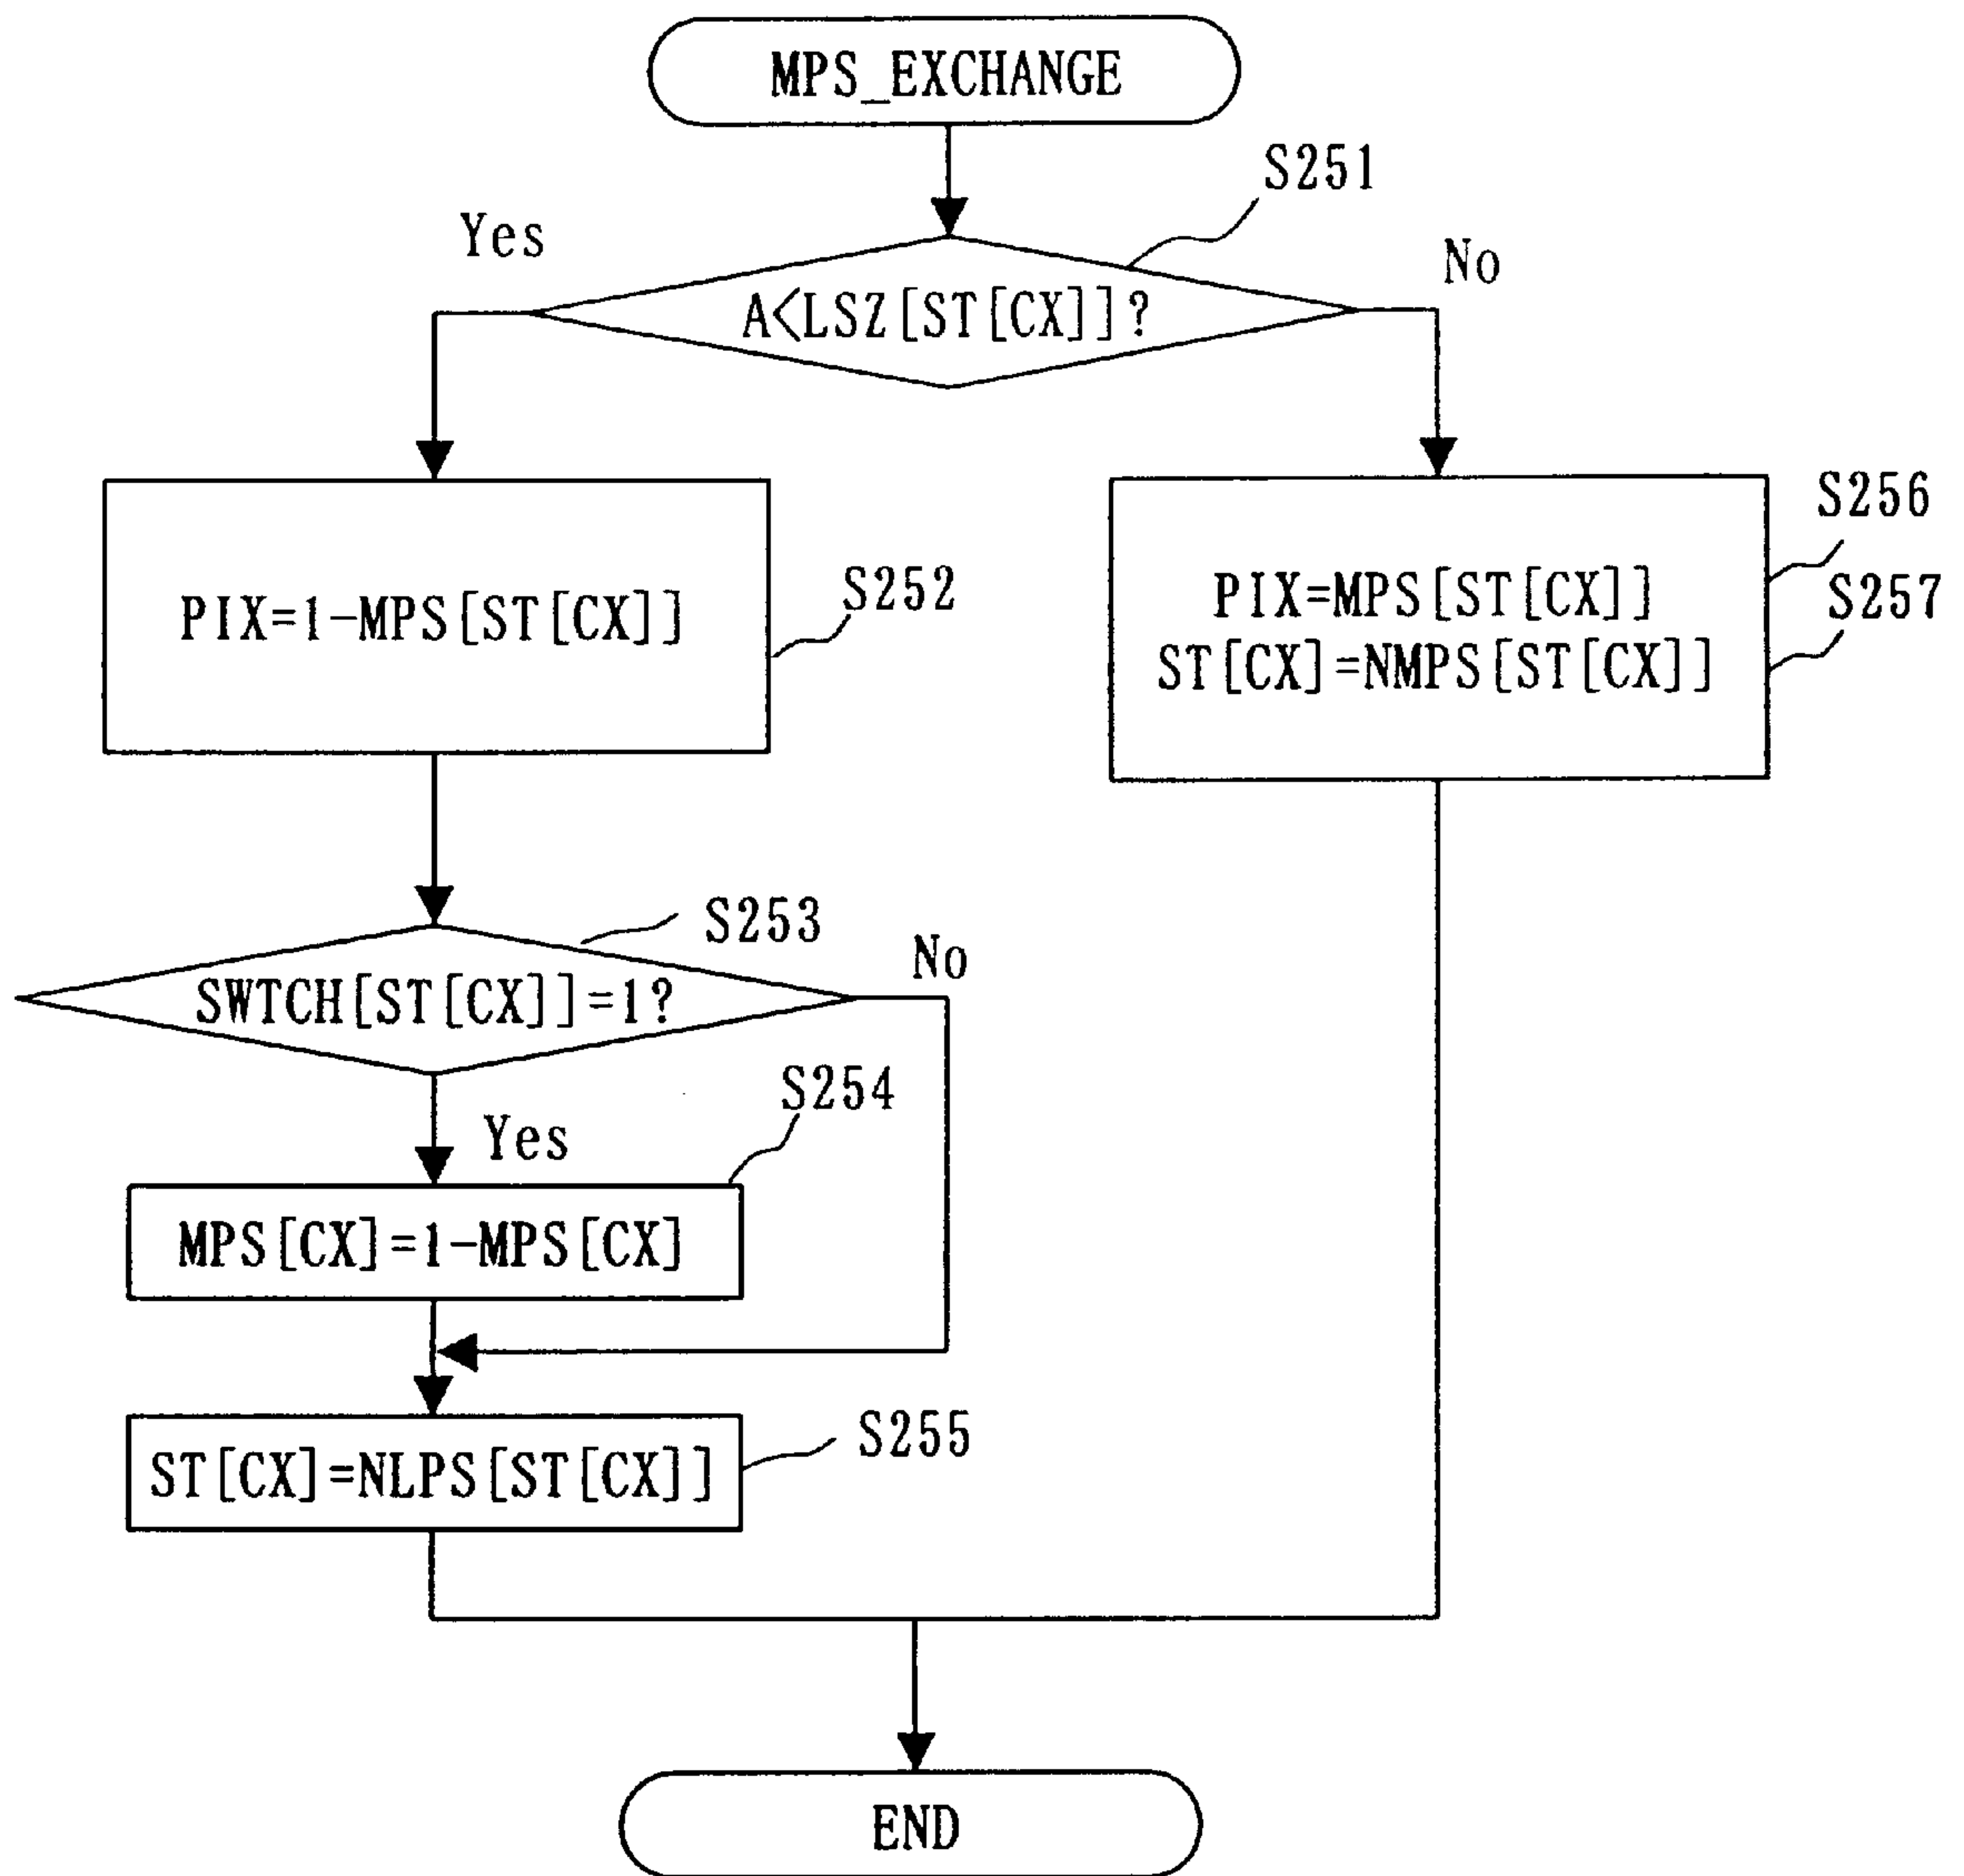 MPS_EXCHANGE
S251
Yes
No
A<LSZ[ST[CX]]?
S256
S252
PIX=1-MPS[ST[CX]]
PIX=MPS[ST[CX]]
S257
ST[CX]=NMPS[ST[CX]]
S253
No
SWTCH[ST[CX]]=1?
S254
Yes
MPS[CX]=1-MPS[CX]
S255
ST[CX]=NLPS[ST[CX]]
END